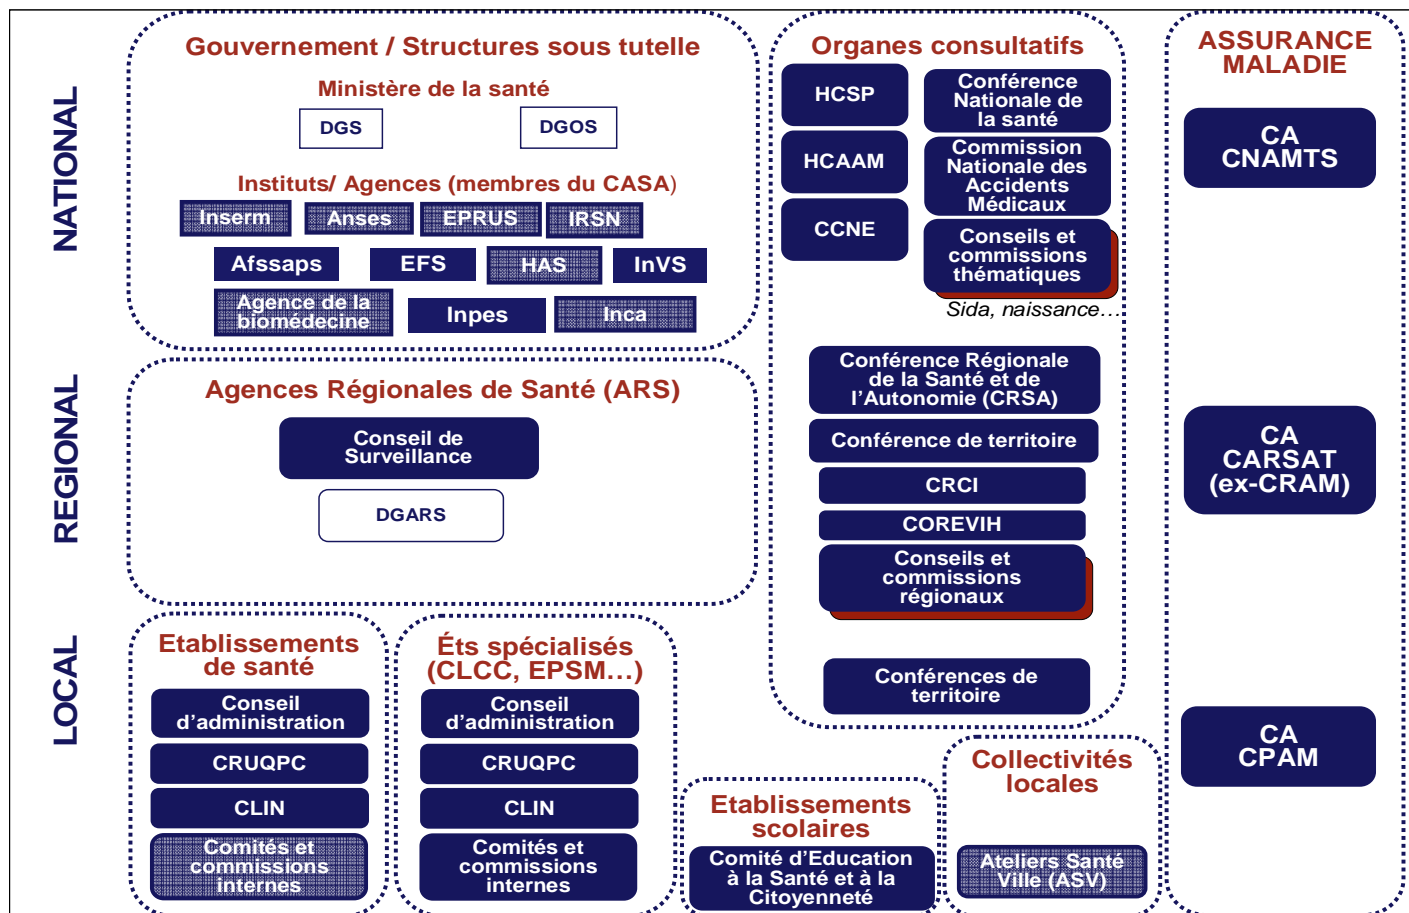 NATIONAL
Gouvernement / Structures sous tutelle
Ministère de la santé
DGS
DGOS
Instituts/ Agences (membres du CASA)
Inserm
Anses
EPRUS
IRSN
Afssaps
EFS
HAS
InVS
Agence de la
biomédecine
Inpes
Inca
Organes consultatifs
HCSP
HCAAM
CCNE
Conférence
Nationale de
la santé
Commission
Nationale des
Accidents
Médicaux
Conseils et
commissions
thématiques
Sida, naissance…
ASSURANCE
MALADIE
CA
CNAMTS
REGIONAL
Agences Régionales de Santé (ARS)
Conseil de
Surveillance
DGARS
Conférence Régionale
de la Santé et de
l'Autonomie (CRSA)
Conférence de territoire
CRCI
COREVIH
Conseils et
commissions
régionaux
CA
CARSAT
(ex-CRAM)
LOCAL
Etablissements
de santé
Conseil
d'administration
CRUQPC
CLIN
Comités et
commissions
internes
Éts spécialisés
(CLCC, EPSM…)
Conseil
d'administration
CRUQPC
CLIN
Comités et
commissions
internes
Conférences de
territoire
Etablissements
scolaires
Comité d'Education
à la Santé et à la
Citoyenneté
Collectivités
locales
Ateliers Santé
Ville (ASV)
CA
CPAM